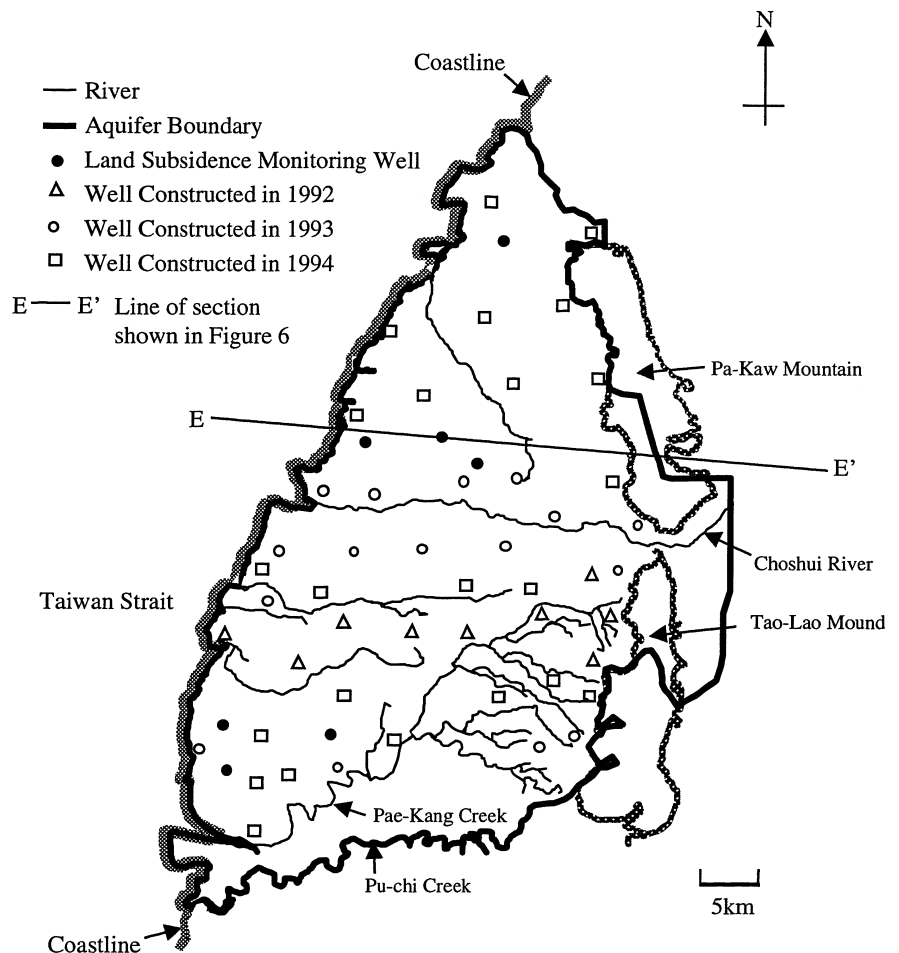 N
Coastline
River
Aquifer Boundary
Land Subsidence Monitoring Well
Well Constructed in 1992
Well Constructed in 1993
Well Constructed in 1994
E E' Line of section
shown in Figure 6
Pa-Kaw Mountain
E
E'
Choshui River
Taiwan Strait
Tao-Lao Mound
Pae-Kang Creek
Pu-chi Creek
5km
Coastline